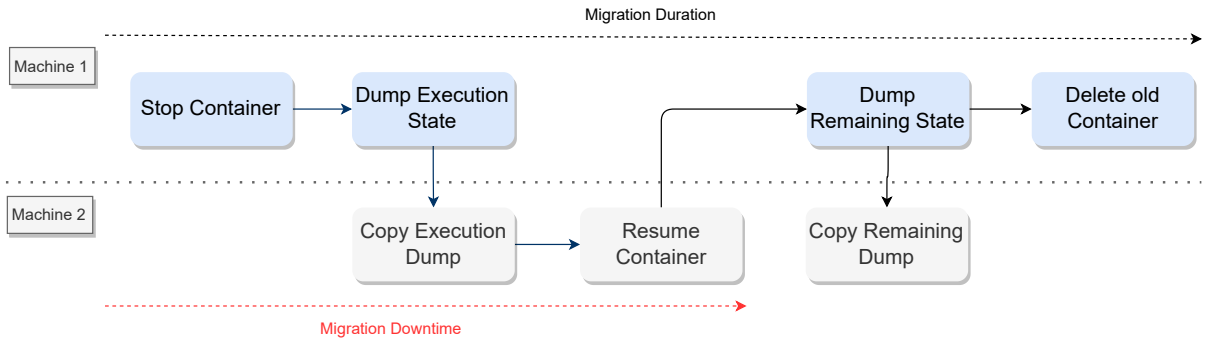 Migration Duration
Machine 1
Stop Container
Dump Execution
State
Dump
Remaining State
Delete old
Container
Machine 2
Copy Execution
Dump
Resume
Container
Copy Remaining
Dump
Migration Downtime